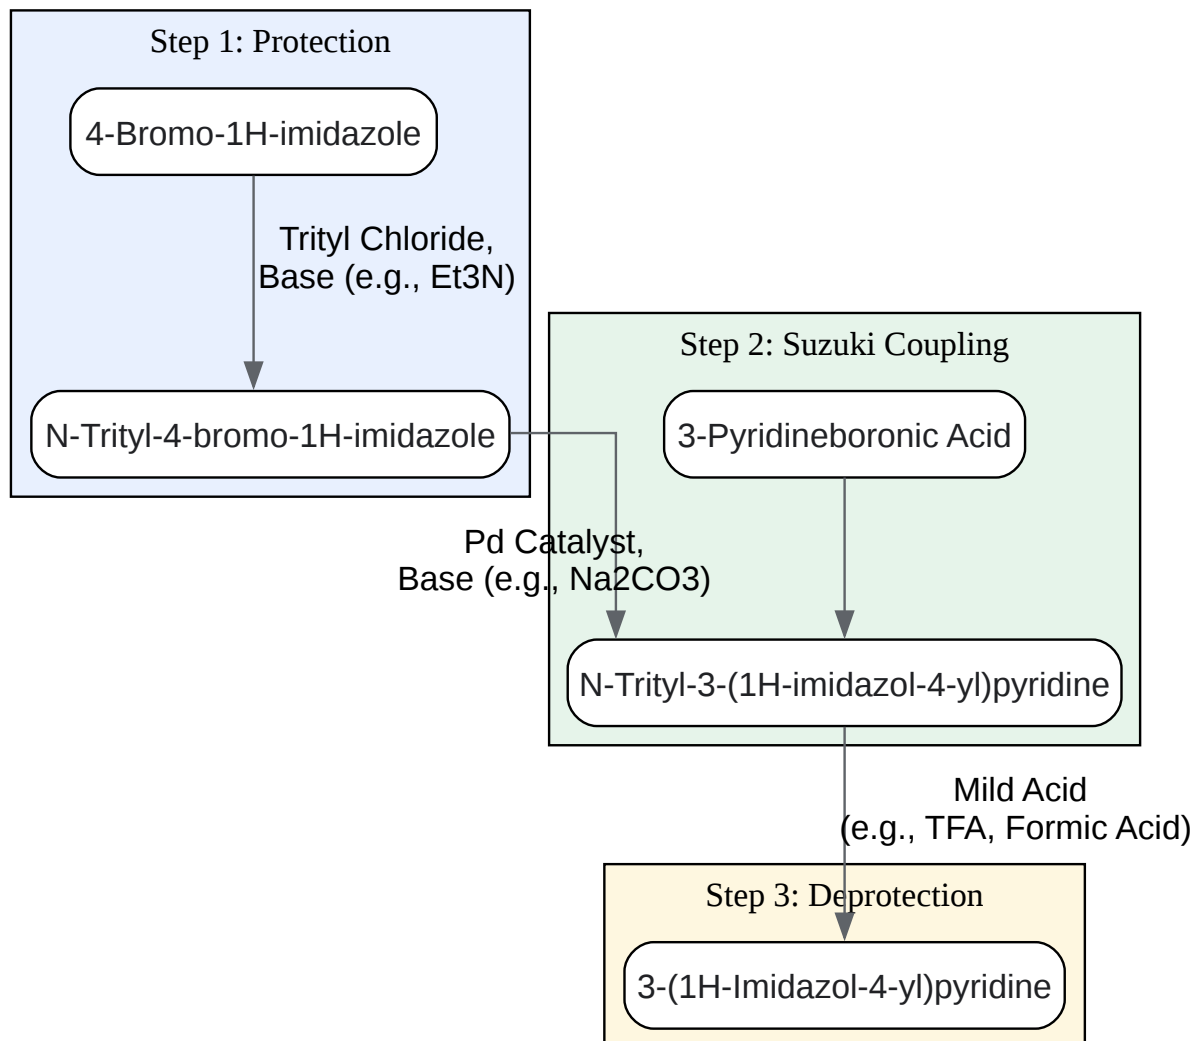 Step 1: Protection
4-Bromo-1H-imidazole
Trityl Chloride,
Base (e.g., Et3N)
N-Trityl-4-bromo-1H-imidazole
Step 2: Suzuki Coupling
3-Pyridineboronic Acid
Pd Catalyst,
Base (e.g., Na2CO3)
N-Trityl-3-(1H-imidazol-4-yl)pyridine
Mild Acid
(e.g., TFA, Formic Acid)
Step 3: Deprotection
3-(1H-Imidazol-4-yl)pyridine